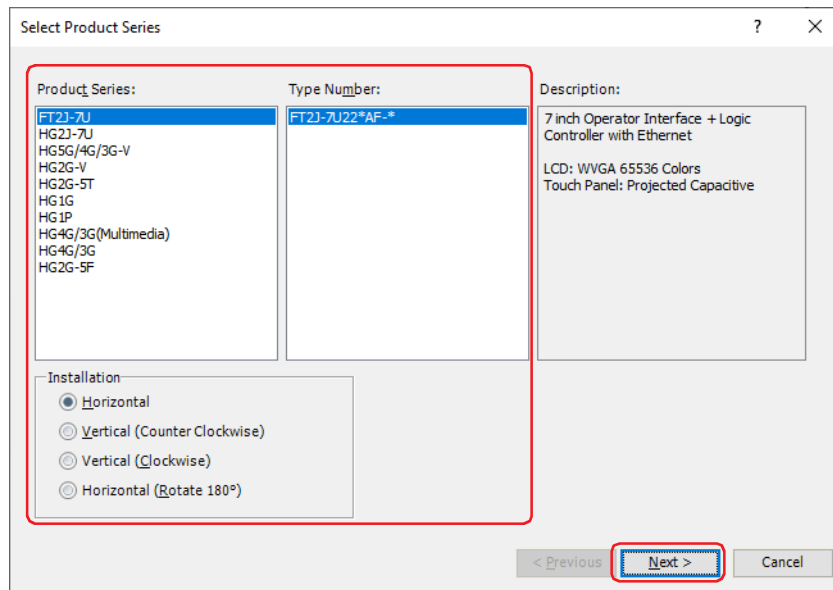 Select Product Series
?
Product Series:
FT2J-7U
HG2J-7U
HG5G/4G/3G-V
HG2G-V
HG2G-5T
HG1G
HG1P
HG4G/3G(Multimedia)
HG4G/3G
HG2G-5F
Type Number:
FT2J-7U22*AF-*
Description:
7 inch Operator Interface + Logic
Controller with Ethernet
LCD: WVGA 65536 Colors
Touch Panel: Projected Capacitive
Installation
Horizontal
Vertical (Counter Clockwise)
Vertical (Clockwise)
Horizontal (Rotate 180°)
< Previous
Next >
Cancel